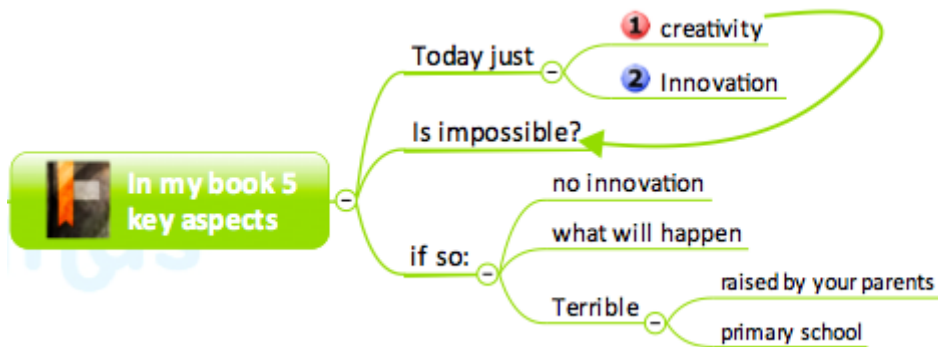 In my book 5
key aspects
Today just
1 creativity
2 Innovation
Is impossible?
if so:
no innovation
what will happen
Terrible
raised by your parents
primary school